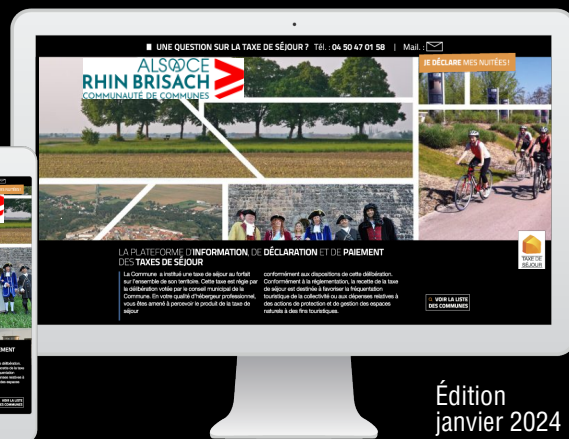 UNE QUESTION SUR LA TAXE DE SÉJOUR ? Tél. : 04 50 47 01 58 | Mail. :
ALSACE
RHIN BRISACH
COMMUNAUTÉ DE COMMUNES
JE DÉCLARE MES NUITÉES !
LA PLATEFORME D'INFORMATION, DE DÉCLARATION ET DE PAIEMENT
DES TAXES DE SÉJOUR
La Commune a institué une taxe de séjour au forfait
sur l'ensemble de son territoire. Cette taxe est régie par
la délibération votée par le conseil municipal de la
Commune. En votre qualité d'hébergeur professionnel,
vous êtes amené à percevoir le produit de la taxe de
séjour
conformément aux dispositions de cette délibération.
Conformément à la réglementation, la recette de la taxe
de séjour est destinée à favoriser la fréquentation
touristique de la collectivité ou aux dépenses relatives à
des actions de protection et de gestion des espaces
naturels à des fins touristiques.
TAXE DE
SÉJOUR
VOIR LA LISTE
DES COMMUNES
VOIR LA LISTE
DES COMMUNES
Édition
janvier 2024